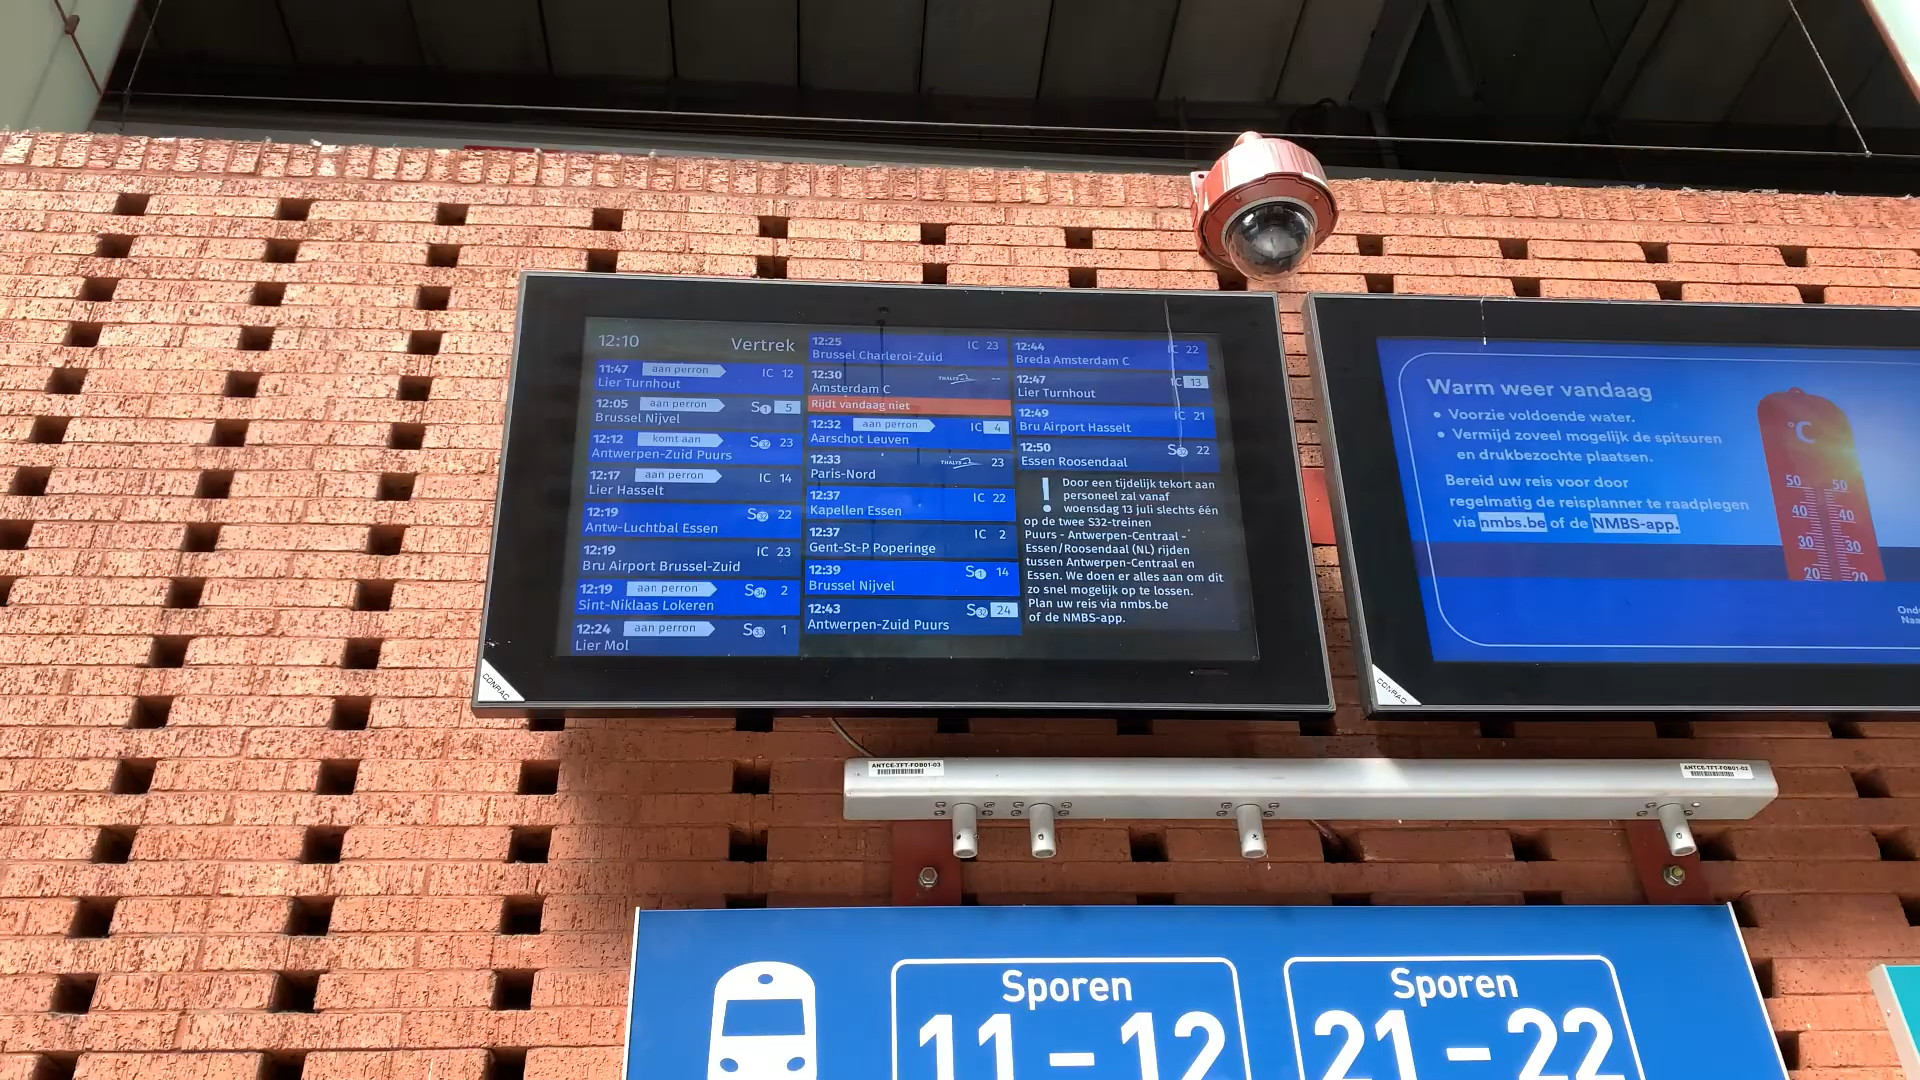 12:10 Vertrek
11:47 aan perron IC 12
Lier Turnhout
12:05 aan perron S1 5
Brussel Nijvel
12:12 komt aan S32 23
Antwerpen-Zuid Puurs
12:17 aan perron IC 14
Lier Hasselt
12:19 S32 22
Antw-Luchtbal Essen
12:19 IC 23
Bru Airport Brussel-Zuid
12:19 aan perron S34 2
Sint-Niklaas Lokeren
12:24 aan perron S33 1
Lier Mol
12:25 IC 23
Brussel Charleroi-Zuid
12:30 THALYS --
Amsterdam C
Rijdt vandaag niet
12:32 aan perron IC 4
Aarschot Leuven
12:33 THALYS 23
Paris-Nord
12:37 IC 22
Kapellen Essen
12:37 IC 2
Gent-St-P Poperinge
12:39 S1 14
Brussel Nijvel
12:43 S32 24
Antwerpen-Zuid Puurs
12:44 IC 22
Breda Amsterdam C
12:47 IC 13
Lier Turnhout
12:49 IC 21
Bru Airport Hasselt
12:50 S32 22
Essen Roosendaal
! Door een tijdelijk tekort aan
personeel zal vanaf
woensdag 13 juli slechts één
op de twee S32-treinen
Puurs - Antwerpen-Centraal -
Essen/Roosendaal (NL) rijden
tussen Antwerpen-Centraal en
Essen. We doen er alles aan om dit
zo snel mogelijk op te lossen.
Plan uw reis via nmbs.be
of de NMBS-app.
CONRAC
Warm weer vandaag
• Voorzie voldoende water.
• Vermijd zoveel mogelijk de spitsuren
en drukbezochte plaatsen.
Bereid uw reis voor door
regelmatig de reisplanner te raadplegen
via nmbs.be of de NMBS-app.
°C
50 50
40 40
30 30
20 20
CONRAC
ANTCE-TFT-FOB01-03
ANTCE-TFT-FOB01-02
Sporen
11-12
Sporen
21-22